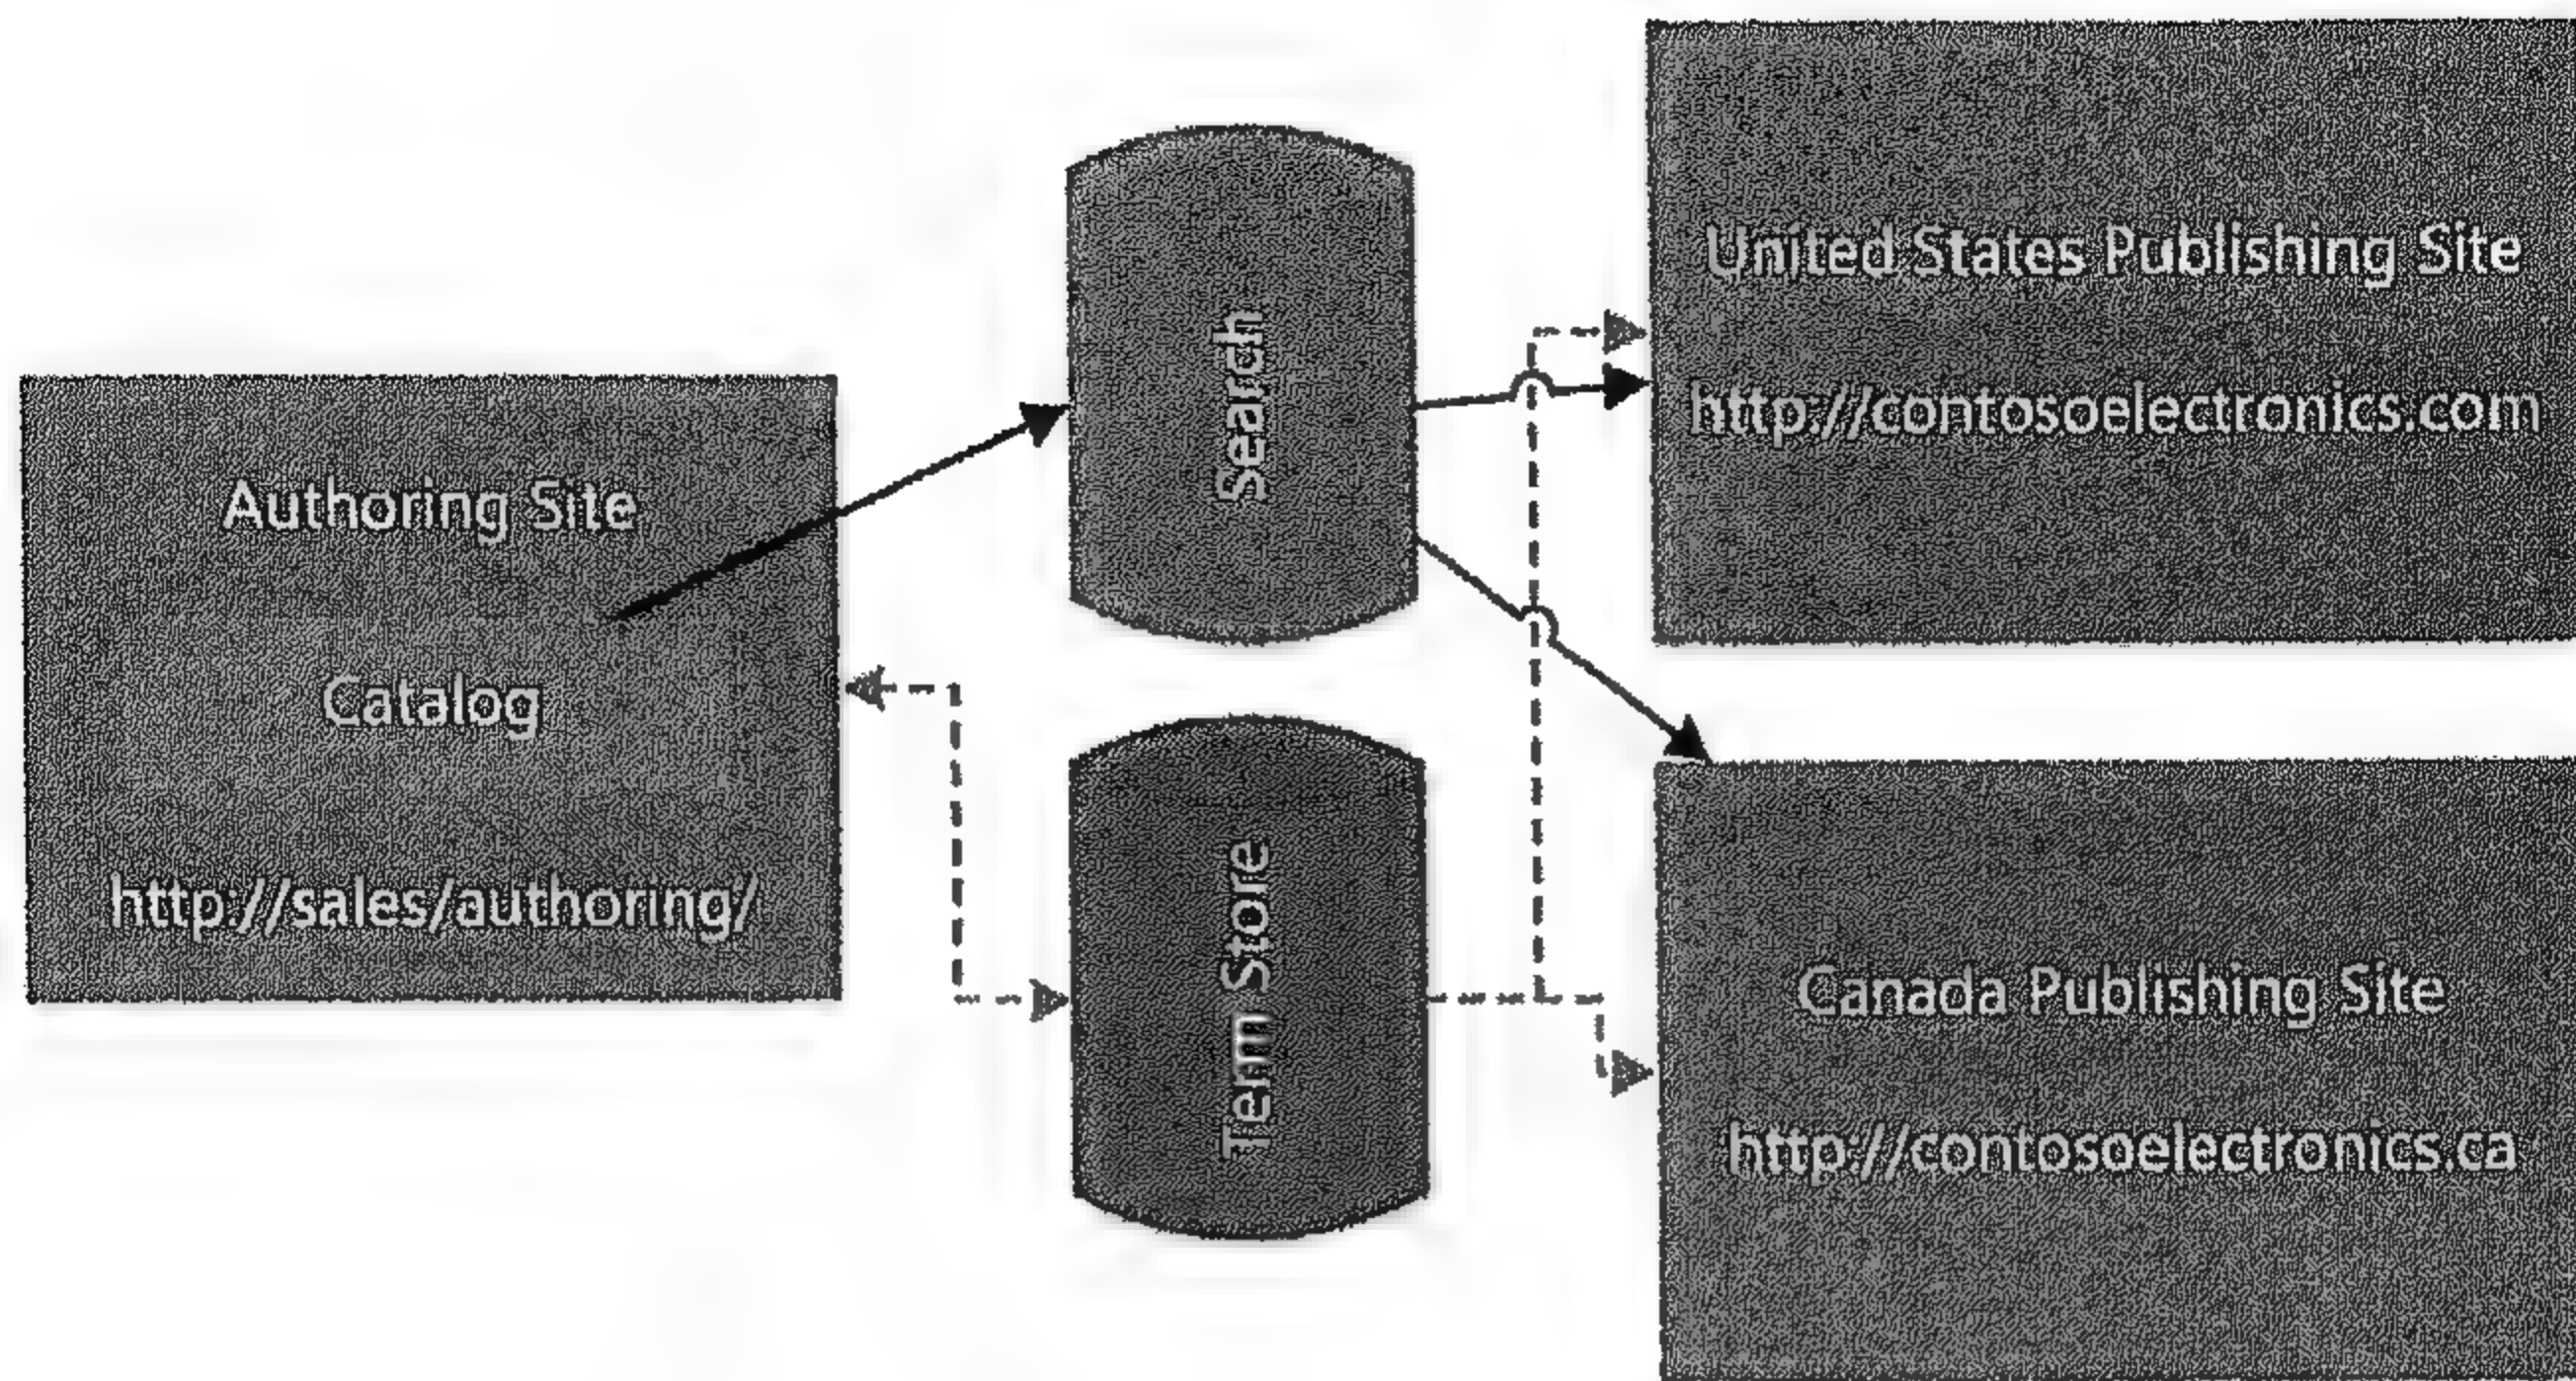 Authoring Site
Catalog
http://sales/authoring/
Search
Term Store
United States Publishing Site
http://contosoelectronics.com
Canada Publishing Site
http://contosoelectronics.ca